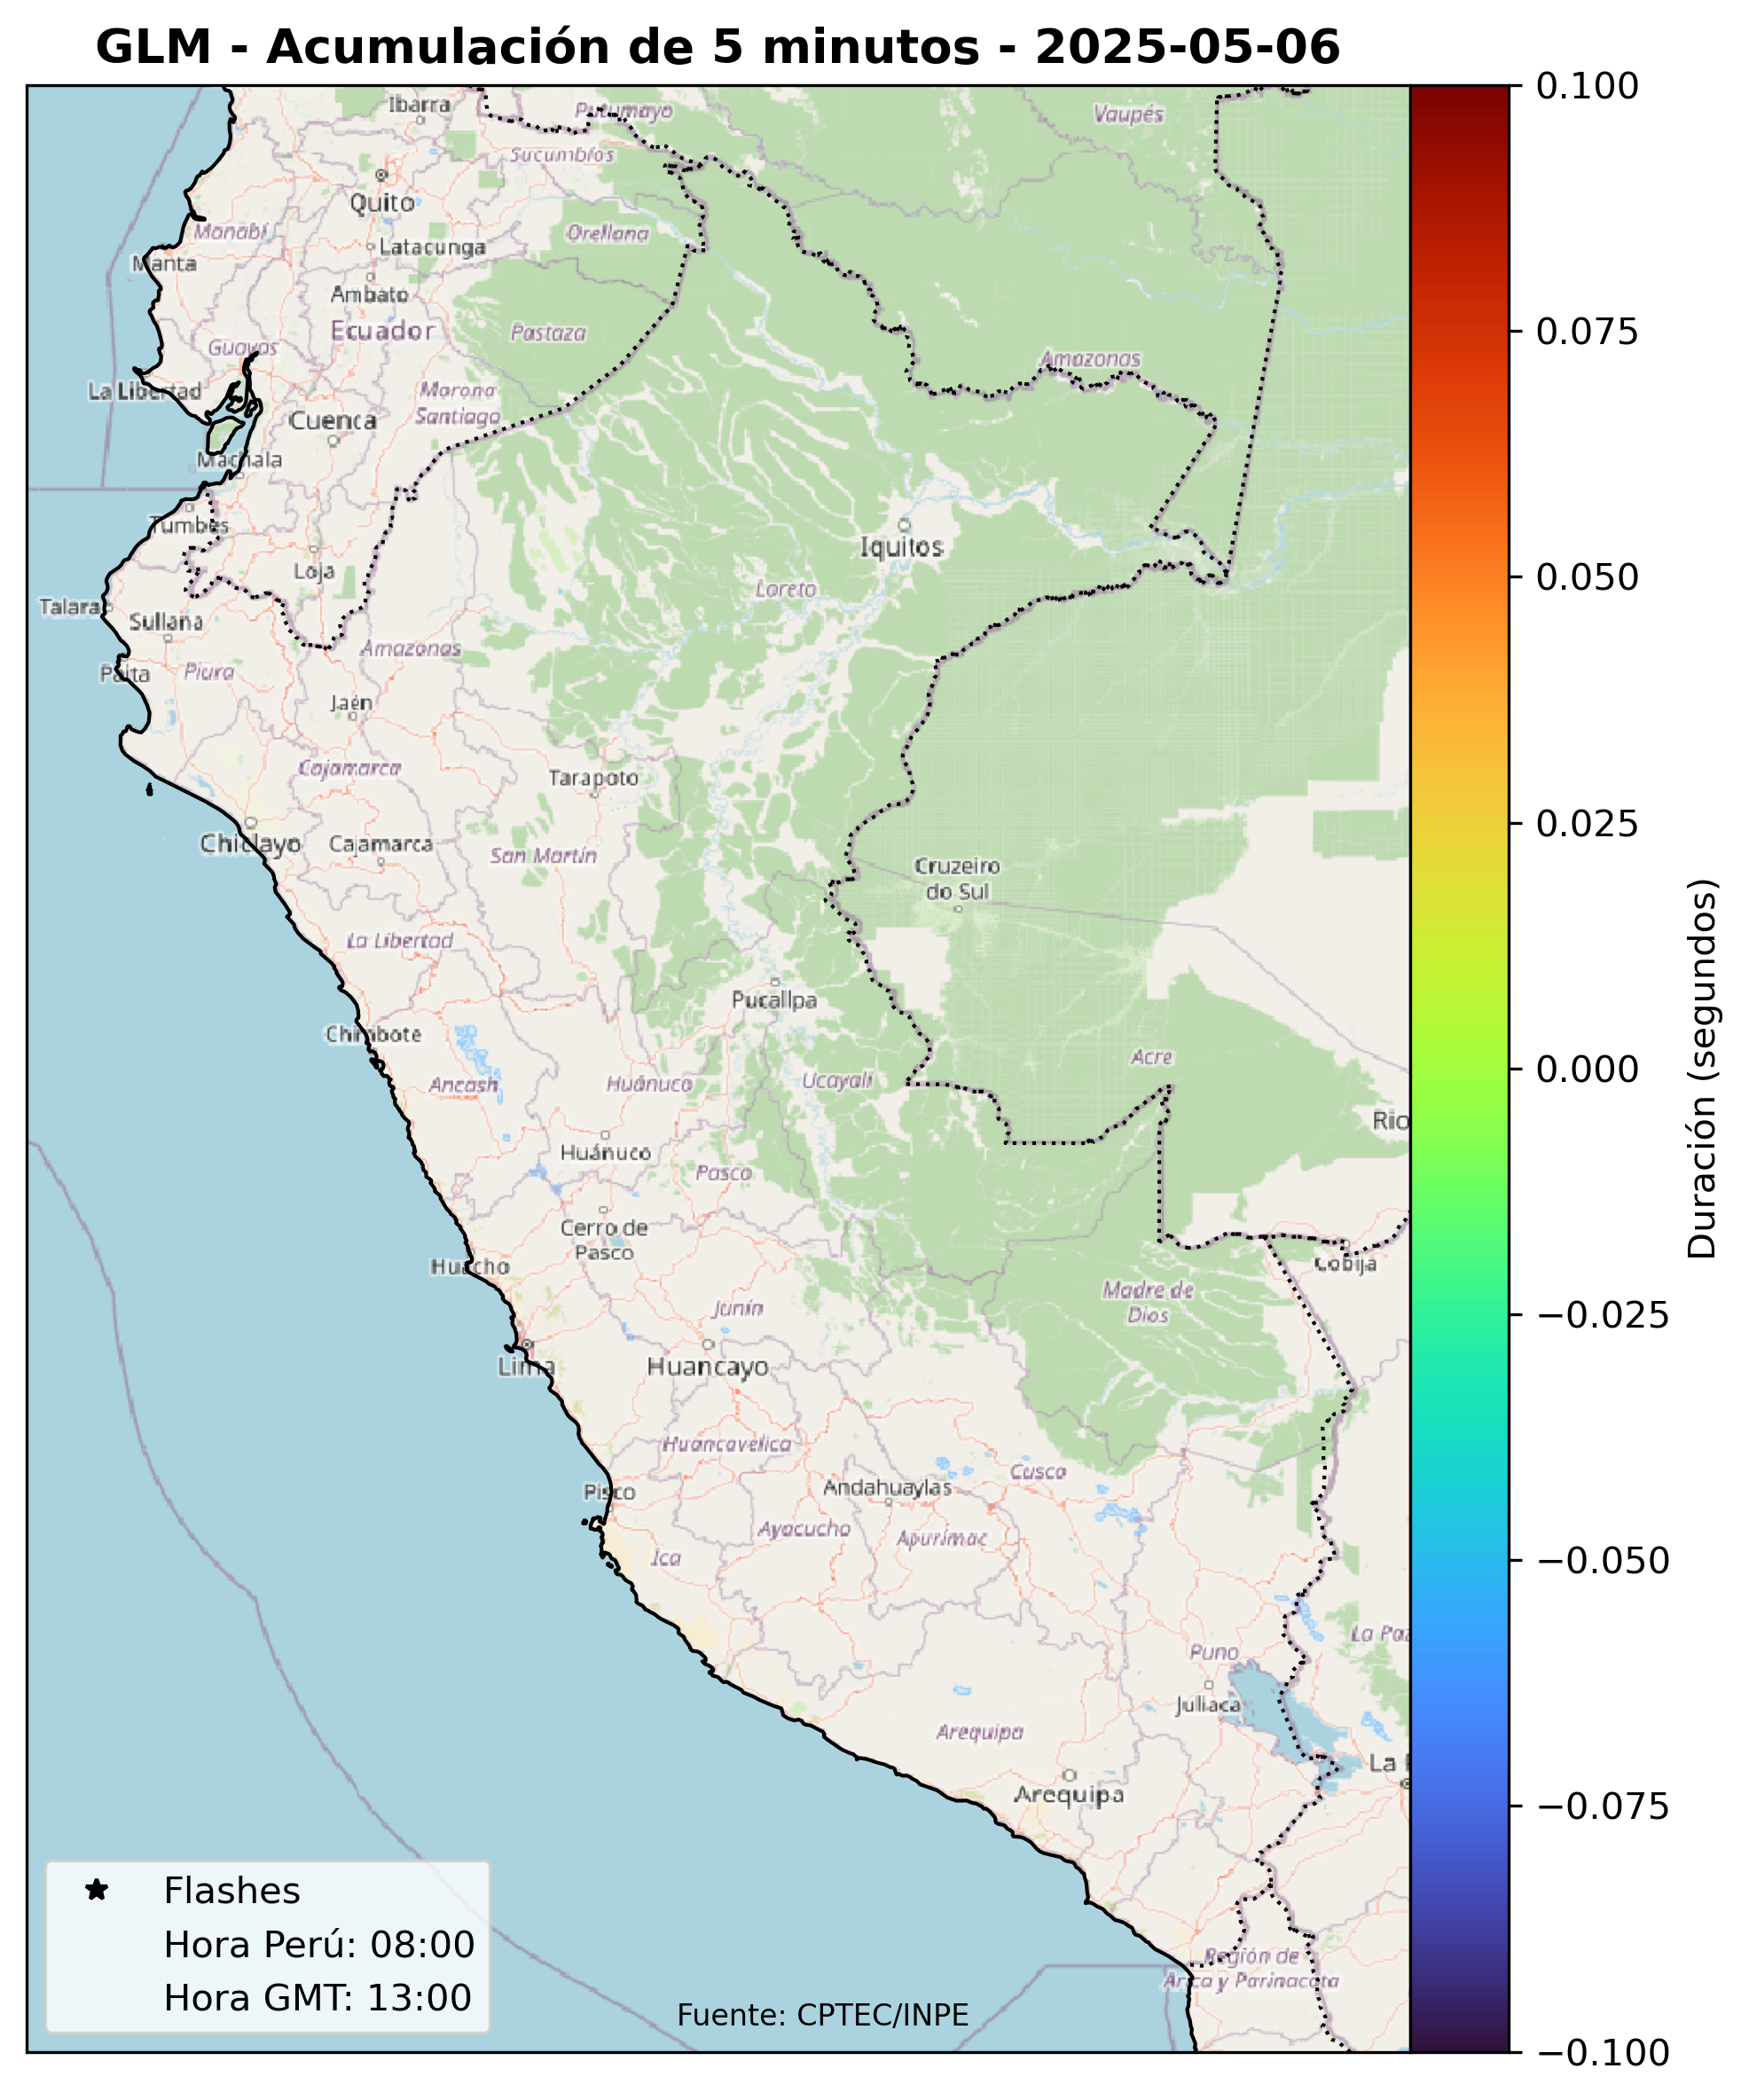 GLM - Acumulación de 5 minutos - 2025-05-06
Ibarra
Putumayo
Vaupés
Sucumbíos
Quito
Manabí
Orellana
Latacunga
Manta
Ambato
Ecuador
Pastaza
Guayas
Amazonas
La Libertad
Morona
Santiago
Cuenca
Machala
Tumbes
Iquitos
Loja
Loreto
Talara
Sullana
Amazonas
Paita
Piura
Jaén
Cajamarca
Tarapoto
Chiclayo
Cajamarca
San Martín
Cruzeiro
do Sul
La Libertad
Pucallpa
Chimbote
Ancash
Huánuco
Ucayali
Acre
Rio
Huánuco
Pasco
Cerro de
Pasco
Huacho
Cobija
Madre de
Dios
Junín
Lima
Huancayo
Huancavelica
Cusco
Pisco
Andahuaylas
Ayacucho
Apurímac
Ica
La Paz
Puno
Juliaca
Arequipa
La P
Arequipa
Región de
Arica y Parinacota
Flashes
Hora Perú: 08:00
Hora GMT: 13:00
Fuente: CPTEC/INPE
0.100
0.075
0.050
0.025
0.000
−0.025
−0.050
−0.075
−0.100
Duración (segundos)